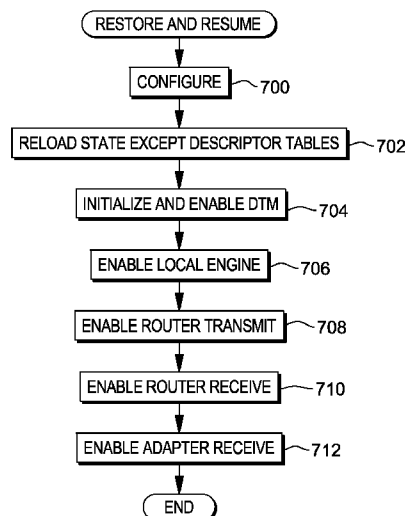 RESTORE AND RESUME
CONFIGURE 700
RELOAD STATE EXCEPT DESCRIPTOR TABLES 702
INITIALIZE AND ENABLE DTM 704
ENABLE LOCAL ENGINE 706
ENABLE ROUTER TRANSMIT 708
ENABLE ROUTER RECEIVE 710
ENABLE ADAPTER RECEIVE 712
END